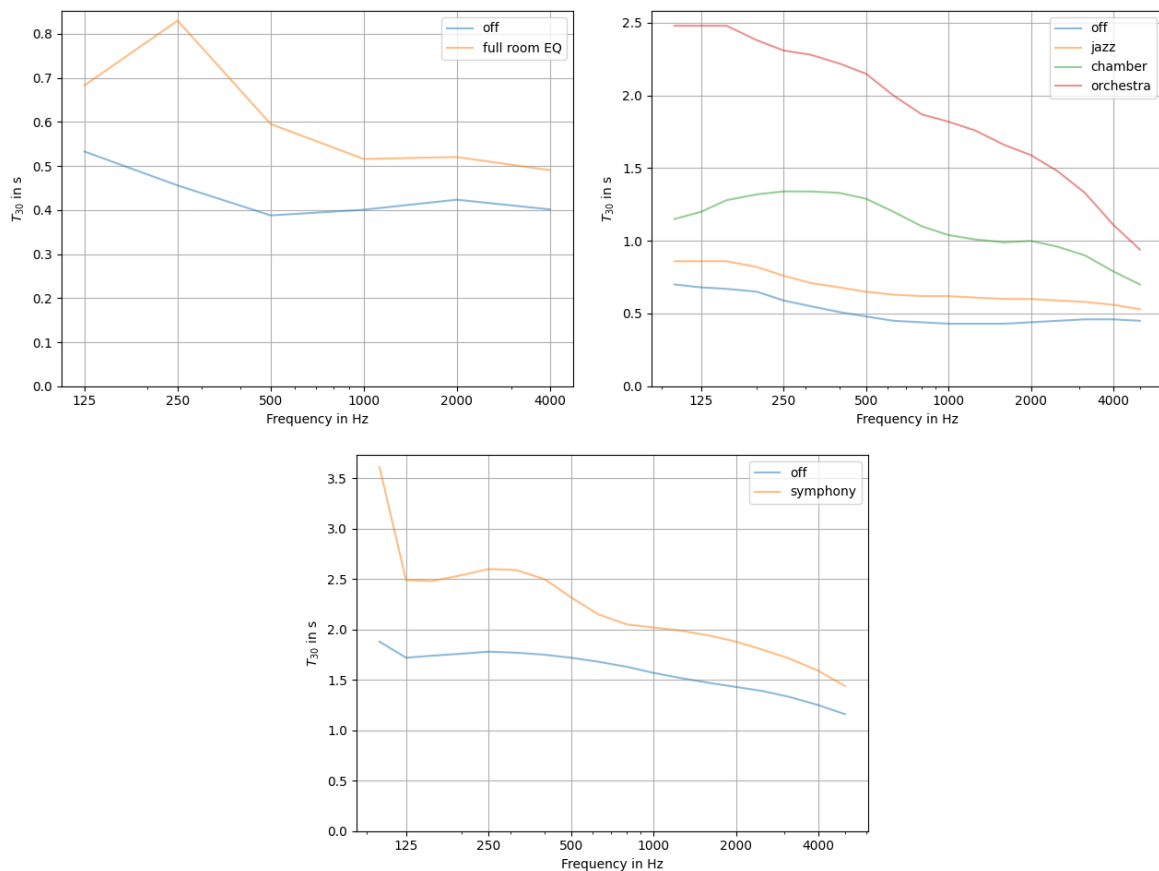 0.8
0.7
0.6
0.5
0.4
0.3
0.2
0.1
0.0
T30 in s
125 250 500 1000 2000 4000
Frequency in Hz
off
full room EQ
2.5
2.0
1.5
1.0
0.5
0.0
T30 in s
125 250 500 1000 2000 4000
Frequency in Hz
off
jazz
chamber
orchestra
3.5
3.0
2.5
2.0
1.5
1.0
0.5
0.0
T30 in s
125 250 500 1000 2000 4000
Frequency in Hz
off
symphony